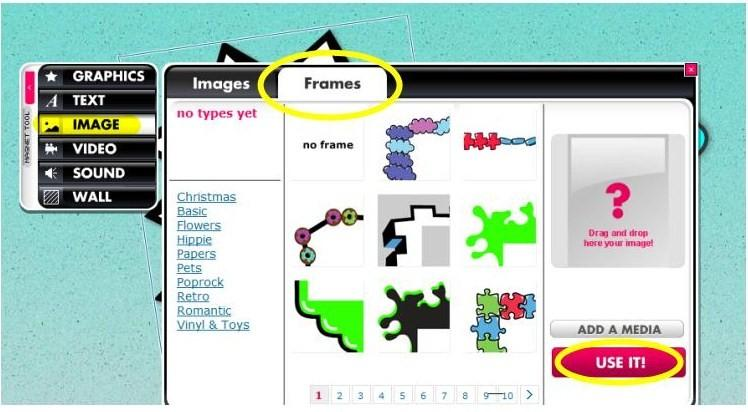 MAGNET TOOL
GRAPHICS
TEXT
IMAGE
VIDEO
SOUND
WALL
Images
Frames
no types yet
Christmas
Basic
Flowers
Hippie
Papers
Pets
Poprock
Retro
Romantic
Vinyl & Toys
no frame
1 2 3 4 5 6 7 8 9 10 >
?
Drag and drop
here your image!
ADD A MEDIA
USE IT!